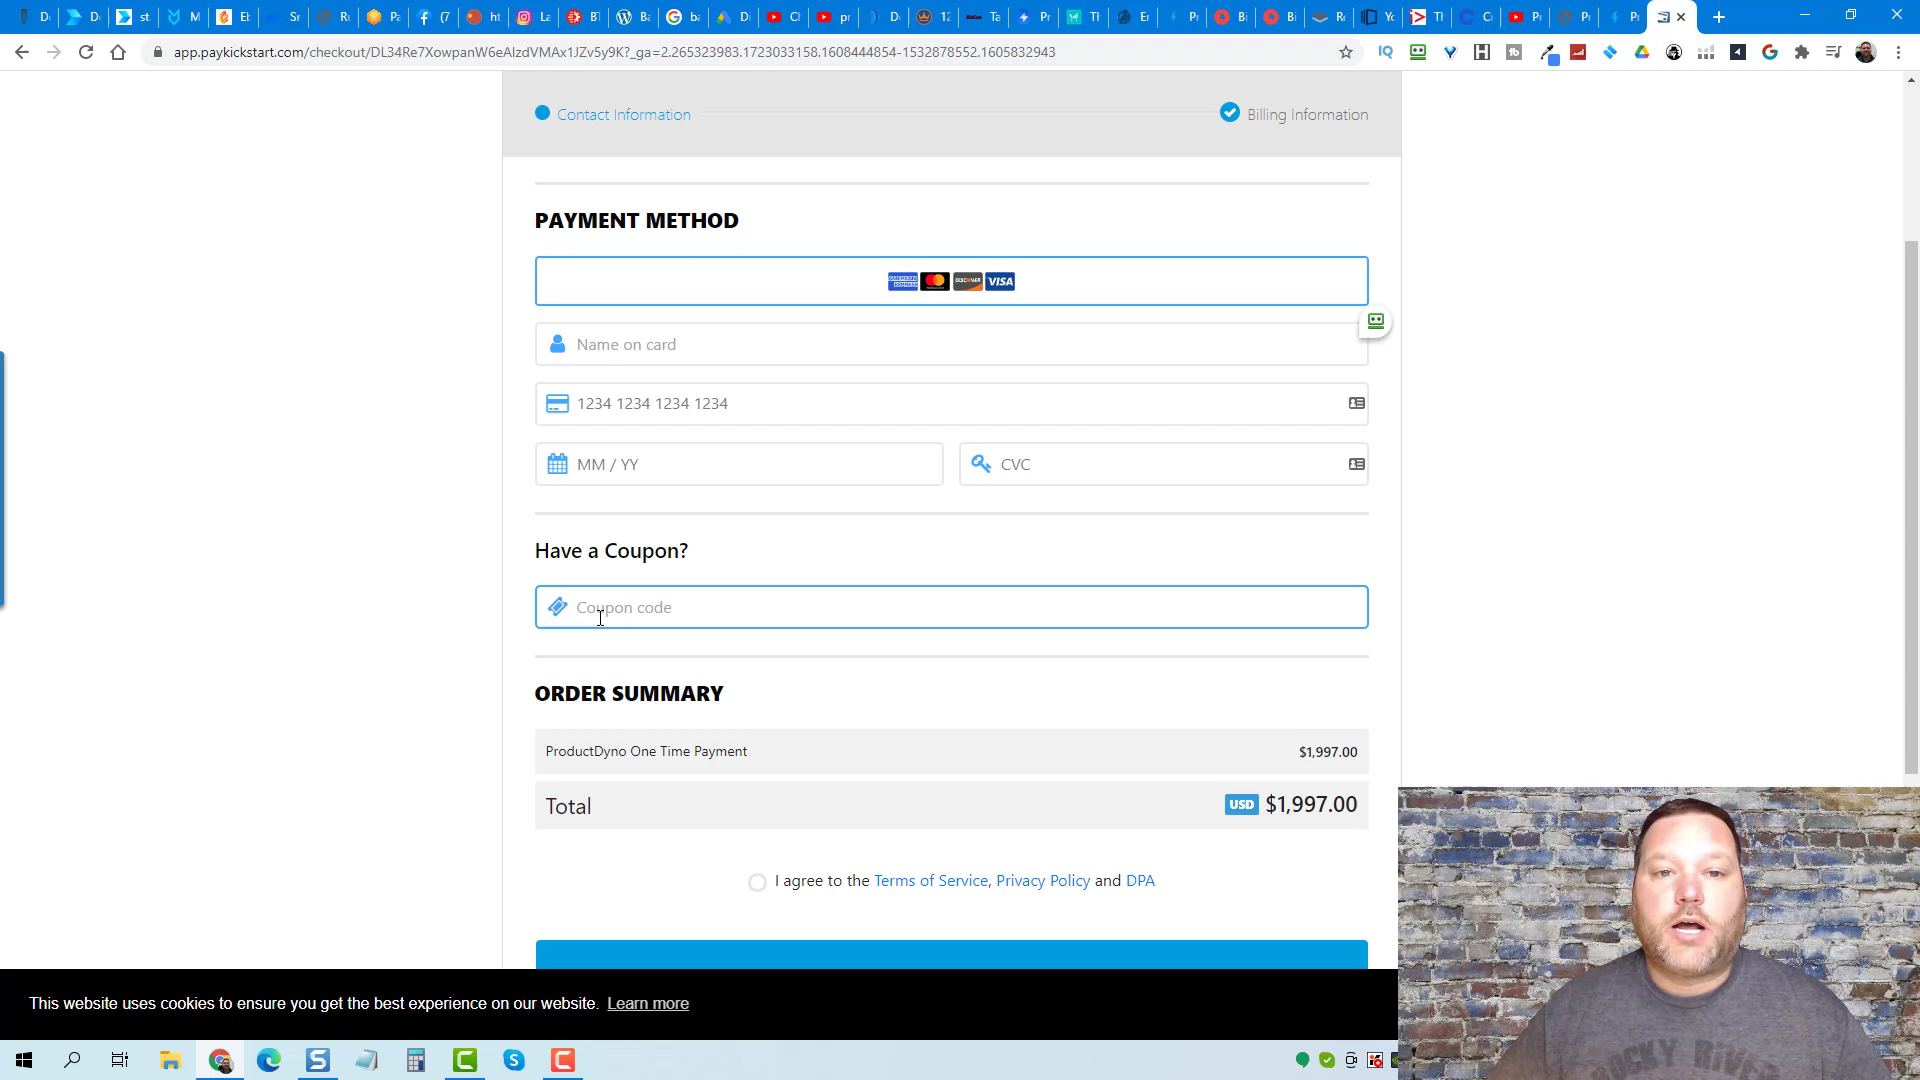 app.paykickstart.com/checkout/DL34Re7XowpanW6eAlzdVMAx1JZv5y9K?_ga=2.265323983.1723033158.1608444854-1532878552.1605832943
Contact Information
Billing Information
PAYMENT METHOD
AMERICAN EXPRESS DISCOVER VISA
Name on card
1234 1234 1234 1234
MM / YY
CVC
Have a Coupon?
Coupon code
ORDER SUMMARY
ProductDyno One Time Payment $1,997.00
Total USD $1,997.00
I agree to the Terms of Service, Privacy Policy and DPA
This website uses cookies to ensure you get the best experience on our website. Learn more